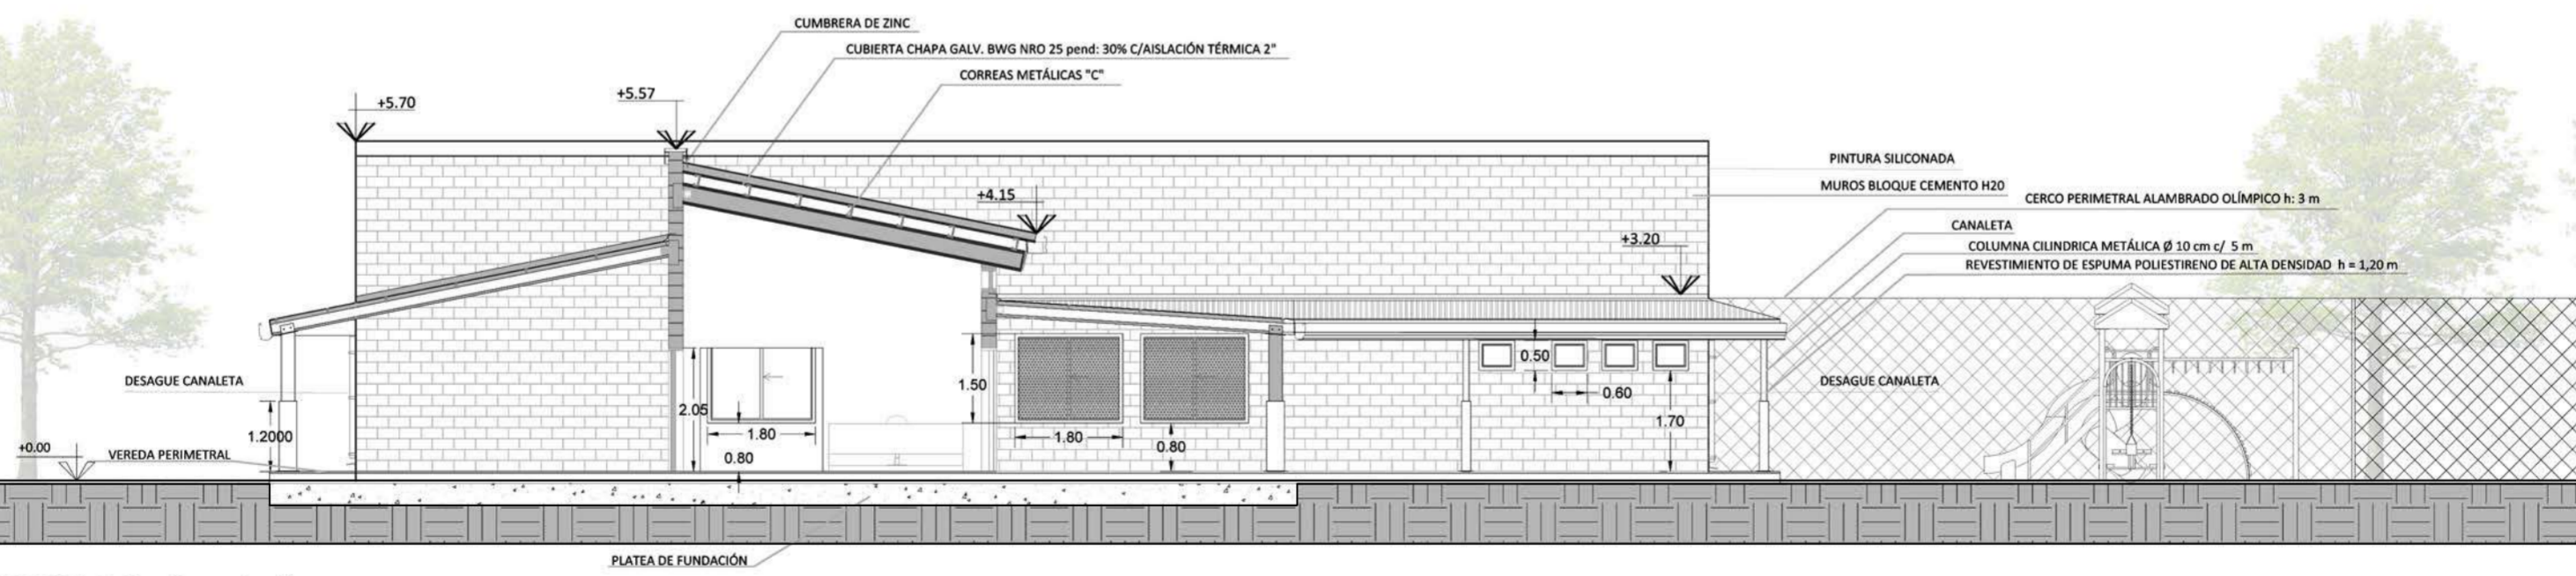 CUMBRERA DE ZINC
CUBIERTA CHAPA GALV. BWG NRO 25 pend: 30% C/AISLACIÓN TÉRMICA 2"
CORREAS METÁLICAS "C"
+5.70
+5.57
+4.15
+3.20
PINTURA SILICONADA
MUROS BLOQUE CEMENTO H20
CERCO PERIMETRAL ALAMBRADO OLÍMPICO h: 3 m
CANALETA
COLUMNA CILINDRICA METÁLICA Ø 10 cm c/ 5 m
REVESTIMIENTO DE ESPUMA POLIESTIRENO DE ALTA DENSIDAD h = 1,20 m
DESAGUE CANALETA
1.2000
+0.00
VEREDA PERIMETRAL
2.05
1.80
0.80
1.50
1.80
0.80
0.50
0.60
1.70
DESAGUE CANALETA
PLATEA DE FUNDACIÓN